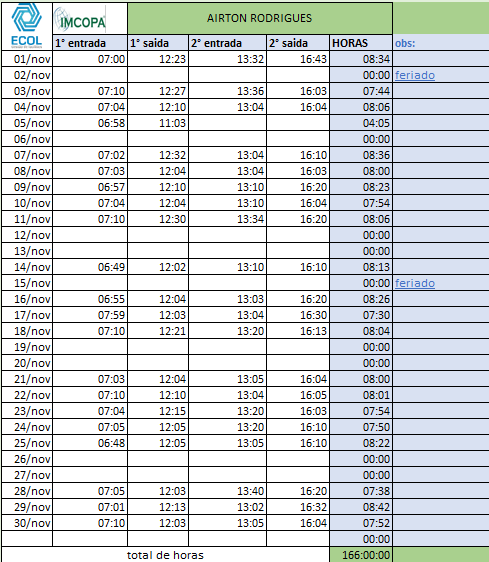 ECOL
IMCOPA
AIRTON RODRIGUES
1° entrada 1° saida 2° entrada 2° saida HORAS obs:
01/nov 07:00 12:23 13:32 16:43 08:34
02/nov 00:00 feriado
03/nov 07:10 12:27 13:36 16:03 07:44
04/nov 07:04 12:10 13:04 16:04 08:06
05/nov 06:58 11:03 04:05
06/nov 00:00
07/nov 07:02 12:32 13:04 16:10 08:36
08/nov 07:03 12:04 13:04 16:03 08:00
09/nov 06:57 12:10 13:10 16:20 08:23
10/nov 07:04 12:04 13:10 16:04 07:54
11/nov 07:10 12:30 13:34 16:20 08:06
12/nov 00:00
13/nov 00:00
14/nov 06:49 12:02 13:10 16:10 08:13
15/nov 00:00 feriado
16/nov 06:55 12:04 13:03 16:20 08:26
17/nov 07:59 12:03 13:04 16:30 07:30
18/nov 07:10 12:21 13:20 16:13 08:04
19/nov 00:00
20/nov 00:00
21/nov 07:03 12:04 13:05 16:04 08:00
22/nov 07:10 12:10 13:04 16:05 08:01
23/nov 07:04 12:15 13:20 16:03 07:54
24/nov 07:05 12:05 13:20 16:10 07:50
25/nov 06:48 12:05 13:05 16:10 08:22
26/nov 00:00
27/nov 00:00
28/nov 07:05 12:03 13:40 16:20 07:38
29/nov 07:01 12:13 13:02 16:32 08:42
30/nov 07:10 12:03 13:05 16:04 07:52
00:00
total de horas 166:00:00